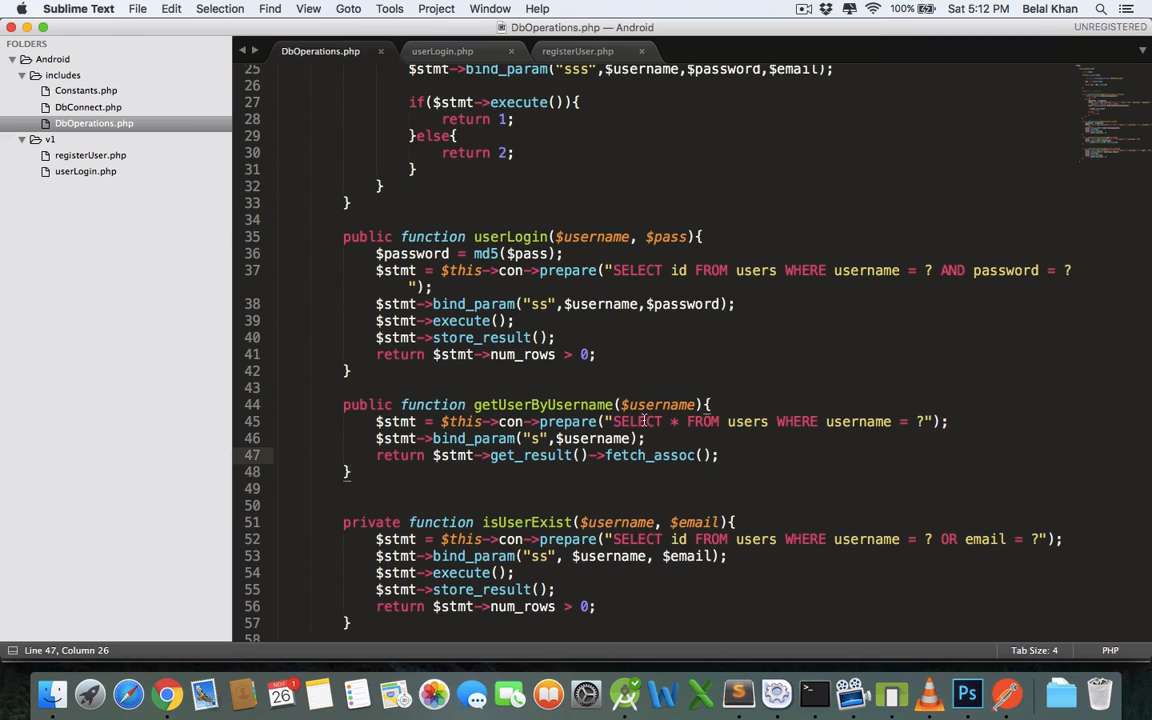 Sublime Text File Edit Selection Find View Goto Tools Project Window Help 100% Sat 5:12 PM Belal Khan
DbOperations.php — Android UNREGISTERED
FOLDERS
Android
includes
Constants.php
DbConnect.php
DbOperations.php
v1
registerUser.php
userLogin.php
DbOperations.php × userLogin.php × registerUser.php ×
25 $stmt->bind_param("sss",$username,$password,$email);
26
27 if($stmt->execute()){
28 return 1;
29 }else{
30 return 2;
31 }
32 }
33 }
34
35 public function userLogin($username, $pass){
36 $password = md5($pass);
37 $stmt = $this->con->prepare("SELECT id FROM users WHERE username = ? AND password = ?
");
38 $stmt->bind_param("ss",$username,$password);
39 $stmt->execute();
40 $stmt->store_result();
41 return $stmt->num_rows > 0;
42 }
43
44 public function getUserByUsername($username){
45 $stmt = $this->con->prepare("SELECT * FROM users WHERE username = ?");
46 $stmt->bind_param("s",$username);
47 return $stmt->get_result()->fetch_assoc();
48 }
49
50
51 private function isUserExist($username, $email){
52 $stmt = $this->con->prepare("SELECT id FROM users WHERE username = ? OR email = ?");
53 $stmt->bind_param("ss", $username, $email);
54 $stmt->execute();
55 $stmt->store_result();
56 return $stmt->num_rows > 0;
57 }
58
Line 47, Column 26 Tab Size: 4 PHP
NOV
26
1
Ps